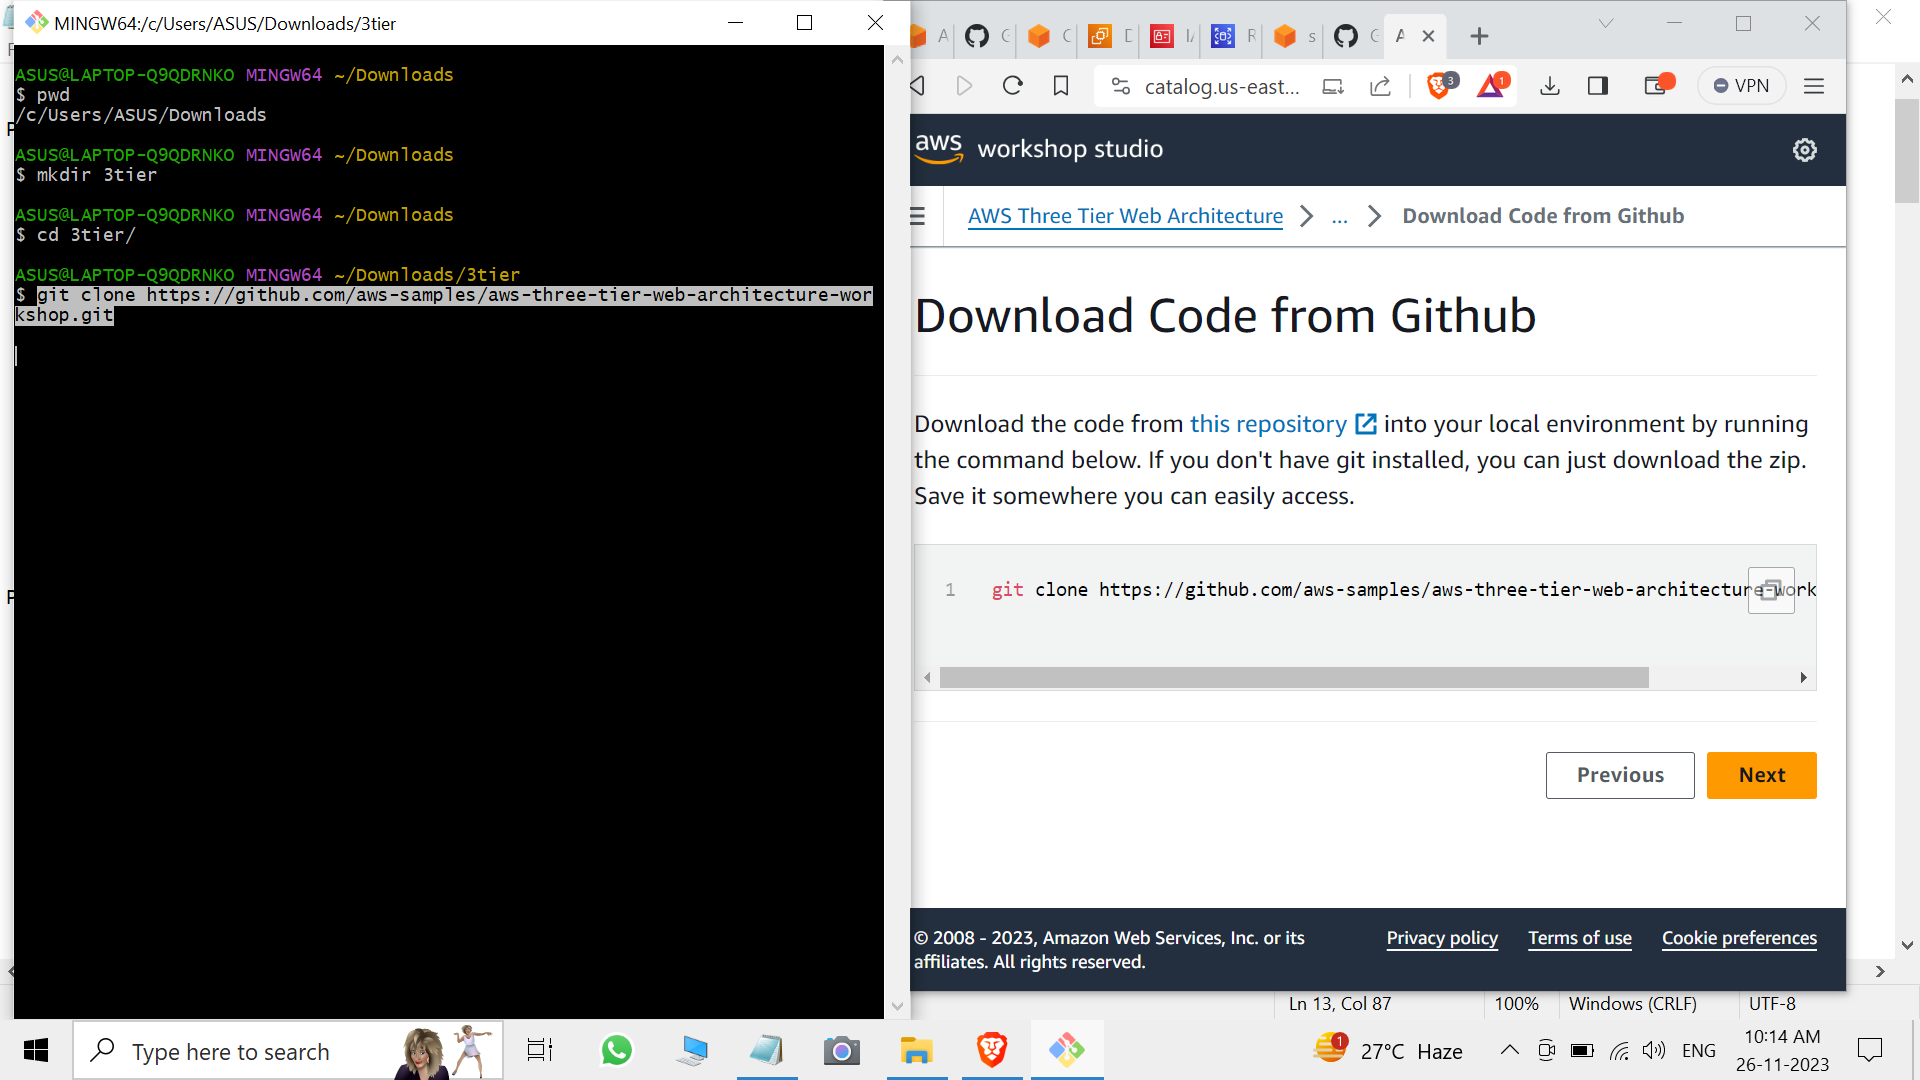 MINGW64:/c/Users/ASUS/Downloads/3tier
ASUS@LAPTOP-Q9QDRNKO MINGW64 ~/Downloads
$ pwd
/c/Users/ASUS/Downloads
ASUS@LAPTOP-Q9QDRNKO MINGW64 ~/Downloads
$ mkdir 3tier
ASUS@LAPTOP-Q9QDRNKO MINGW64 ~/Downloads
$ cd 3tier/
ASUS@LAPTOP-Q9QDRNKO MINGW64 ~/Downloads/3tier
$ git clone https://github.com/aws-samples/aws-three-tier-web-architecture-wor
kshop.git
catalog.us-east...
3
1
VPN
aws workshop studio
AWS Three Tier Web Architecture > ... > Download Code from Github
Download Code from Github
Download the code from this repository into your local environment by running
the command below. If you don't have git installed, you can just download the zip.
Save it somewhere you can easily access.
1 git clone https://github.com/aws-samples/aws-three-tier-web-architecture-work
Previous
Next
© 2008 - 2023, Amazon Web Services, Inc. or its
affiliates. All rights reserved.
Privacy policy
Terms of use
Cookie preferences
Ln 13, Col 87
100%
Windows (CRLF)
UTF-8
Type here to search
1
27°C Haze
ENG
10:14 AM
26-11-2023